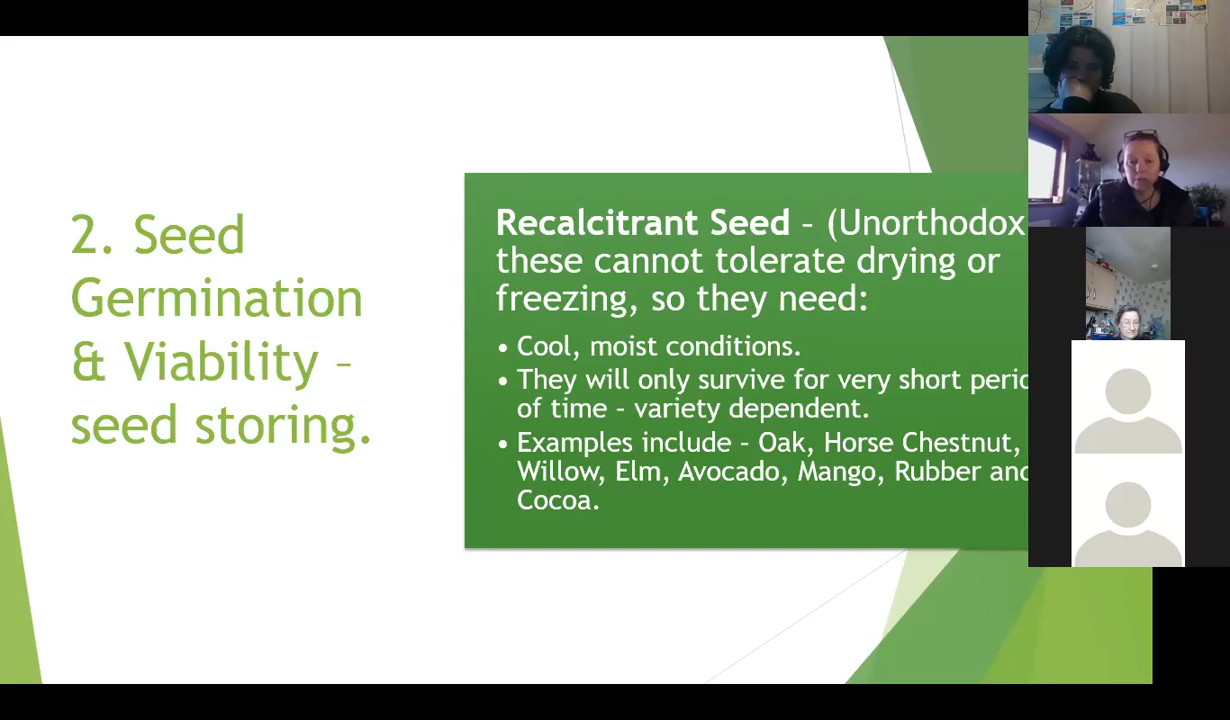 2. Seed
Germination
& Viability –
seed storing.
Recalcitrant Seed – (Unorthodox
these cannot tolerate drying or
freezing, so they need:
• Cool, moist conditions.
• They will only survive for very short
of time – variety dependent.
• Examples include – Oak, Horse Chestnut,
Willow, Elm, Avocado, Mango, Rubber and
Cocoa.